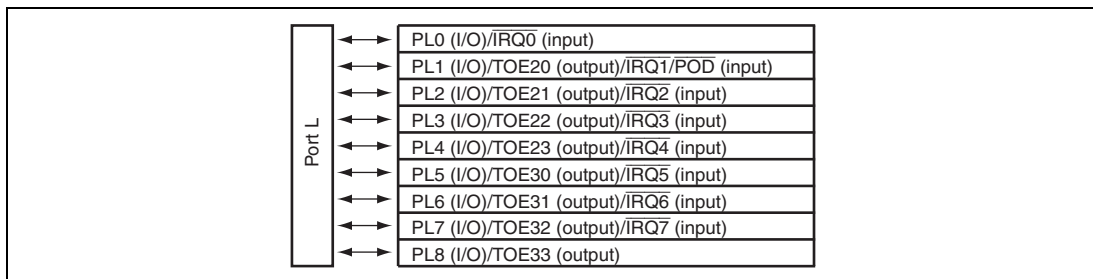 Port L
PL0 (I/O)/IRQ0 (input)
PL1 (I/O)/TOE20 (output)/IRQ1/POD (input)
PL2 (I/O)/TOE21 (output)/IRQ2 (input)
PL3 (I/O)/TOE22 (output)/IRQ3 (input)
PL4 (I/O)/TOE23 (output)/IRQ4 (input)
PL5 (I/O)/TOE30 (output)/IRQ5 (input)
PL6 (I/O)/TOE31 (output)/IRQ6 (input)
PL7 (I/O)/TOE32 (output)/IRQ7 (input)
PL8 (I/O)/TOE33 (output)